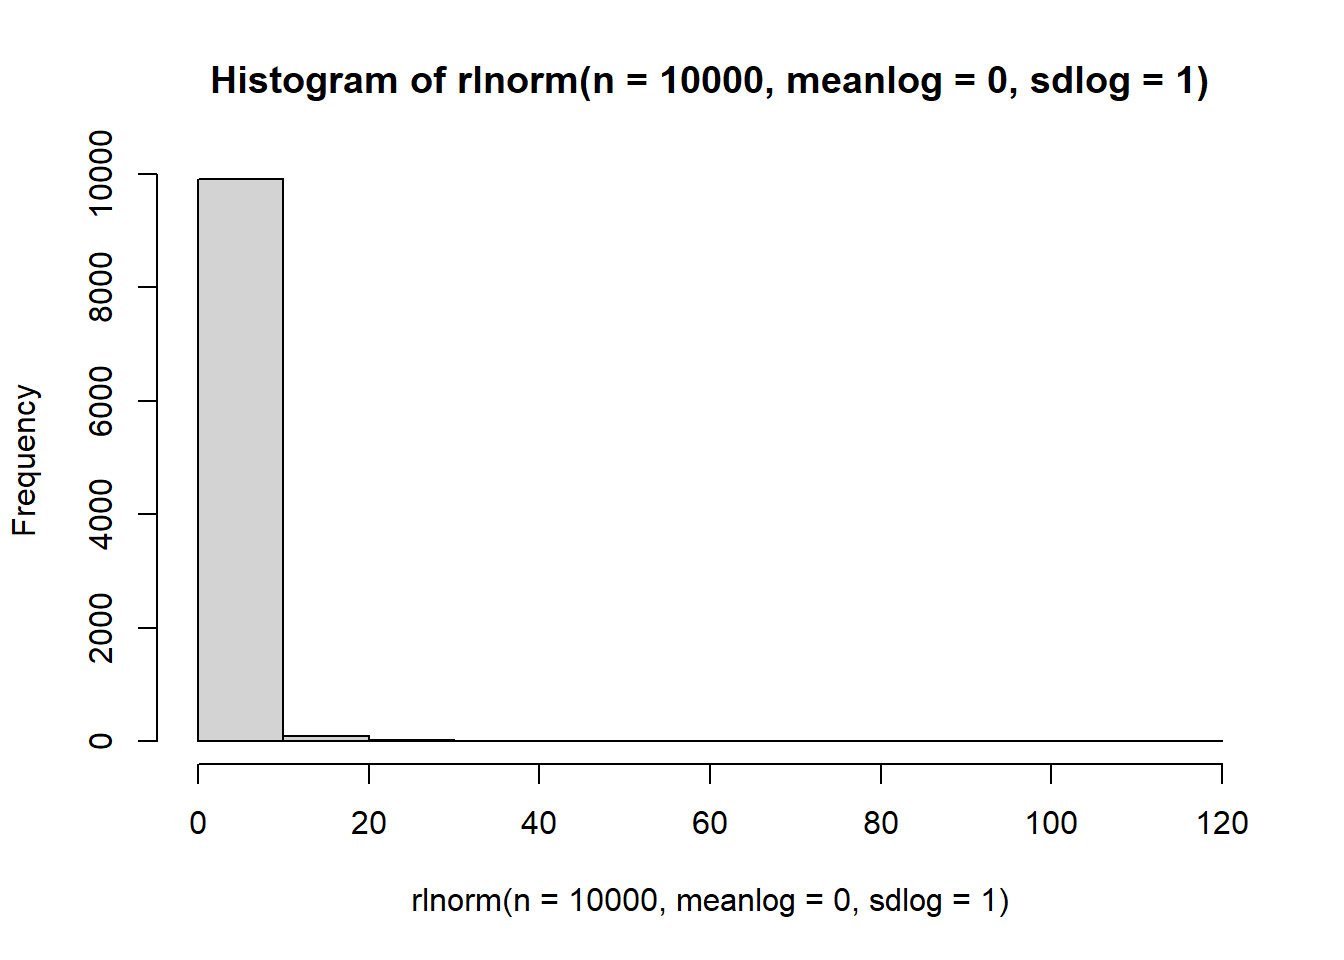 Histogram of rlnorm(n = 10000, meanlog = 0, sdlog = 1)
Frequency
10000
8000
6000
4000
2000
0
0 20 40 60 80 100 120
rlnorm(n = 10000, meanlog = 0, sdlog = 1)